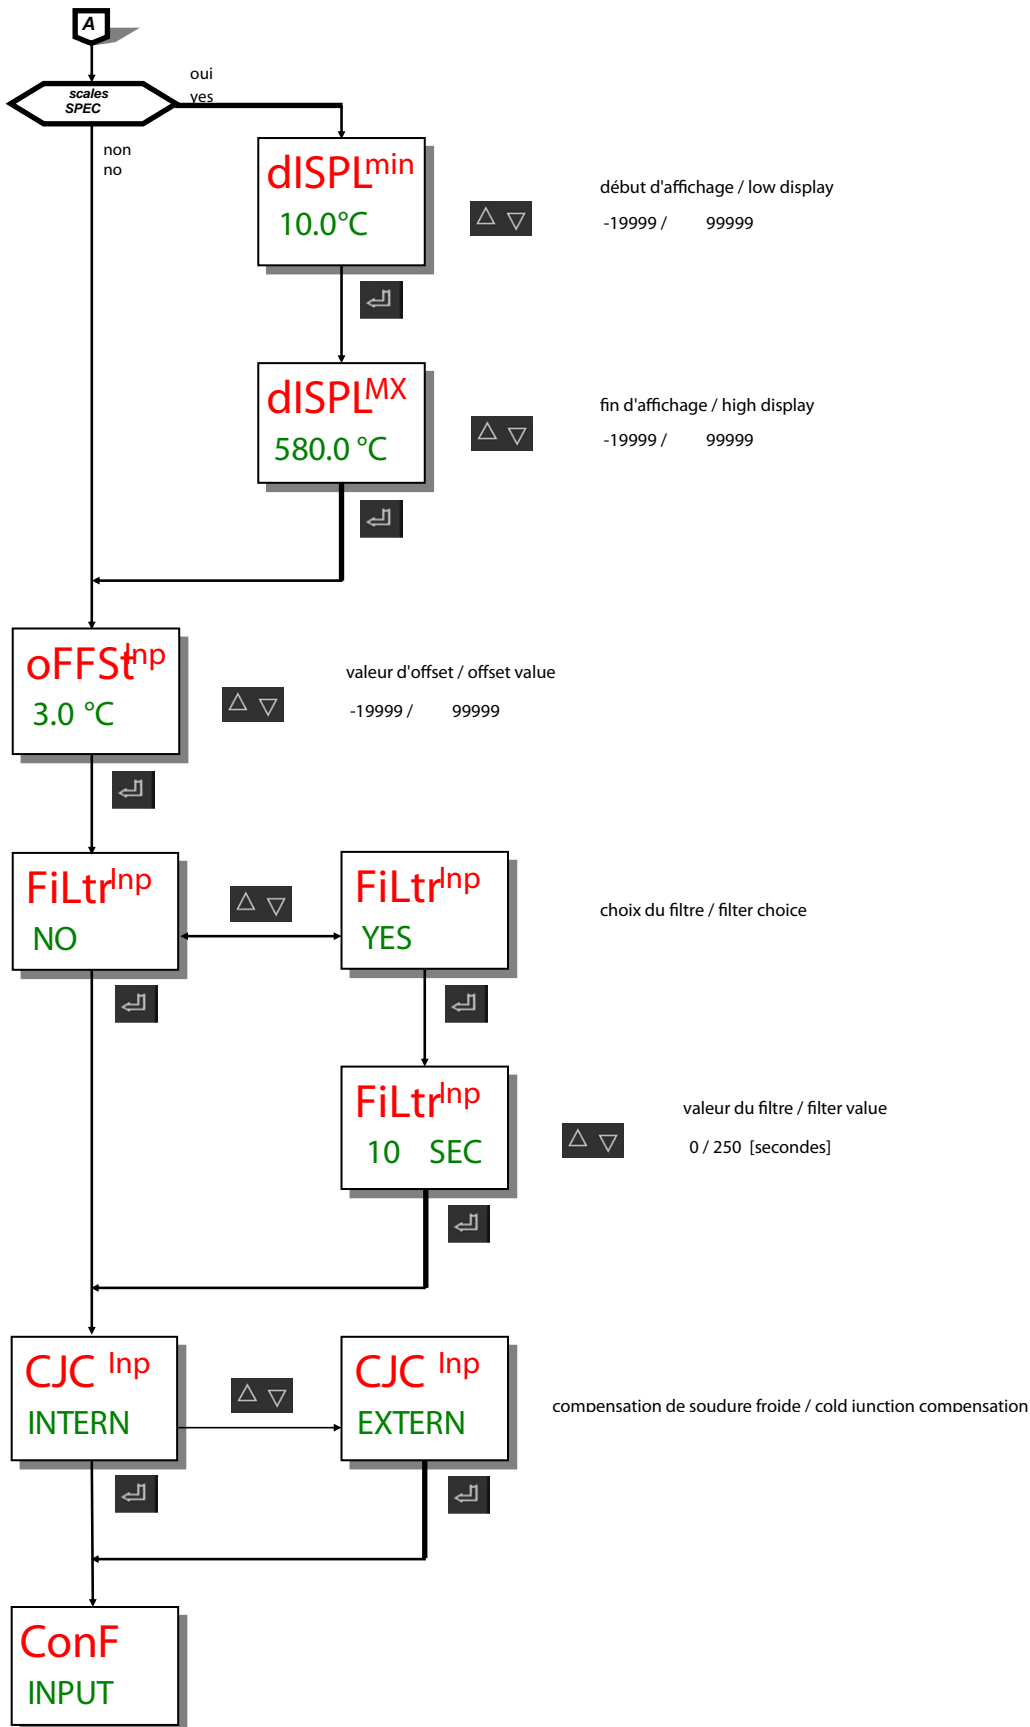 A
scales
SPEC
oui
yes
non
no
dISPLmin
10.0°C
début d'affichage / low display
-19999 / 99999
dISPLMX
580.0 °C
fin d'affichage / high display
-19999 / 99999
oFFStInp
3.0 °C
valeur d'offset / offset value
-19999 / 99999
FiLtrInp
NO
FiLtrInp
YES
choix du filtre / filter choice
FiLtrInp
10 SEC
valeur du filtre / filter value
0 / 250 [secondes]
CJC Inp
INTERN
CJC Inp
EXTERN
compensation de soudure froide / cold junction compensation
ConF
INPUT